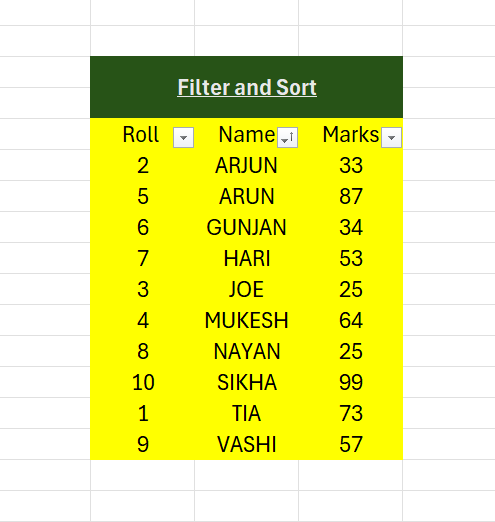 Filter and Sort
Roll Name Marks
2 ARJUN 33
5 ARUN 87
6 GUNJAN 34
7 HARI 53
3 JOE 25
4 MUKESH 64
8 NAYAN 25
10 SIKHA 99
1 TIA 73
9 VASHI 57